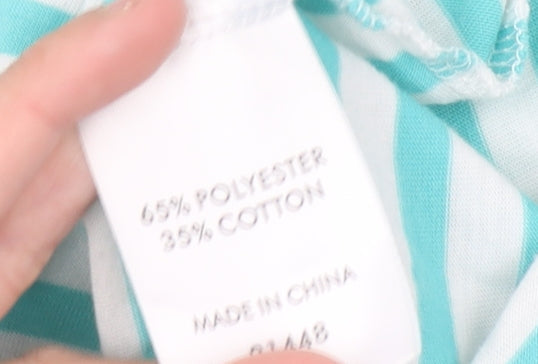 65% POLYESTER
35% COTTON
MADE IN CHINA